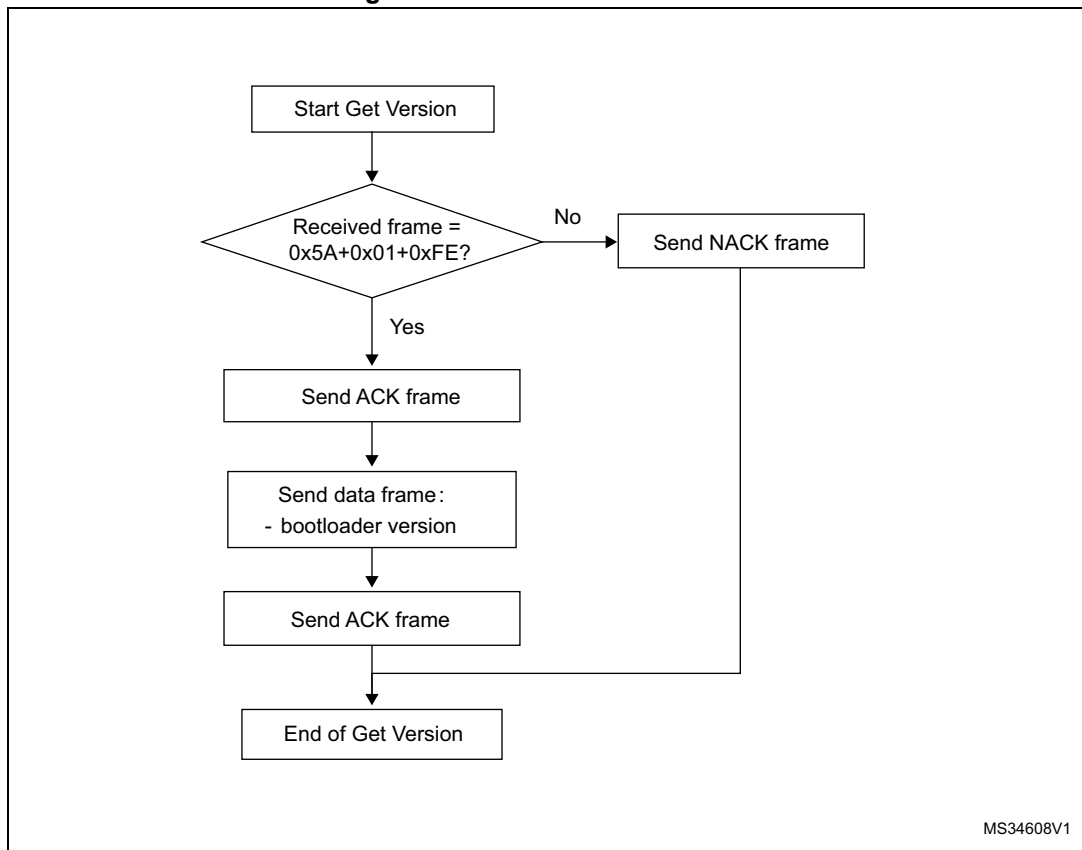 Start Get Version
Received frame =
0x5A+0x01+0xFE?
No
Send NACK frame
Yes
Send ACK frame
Send data frame:
- bootloader version
Send ACK frame
End of Get Version
MS34608V1